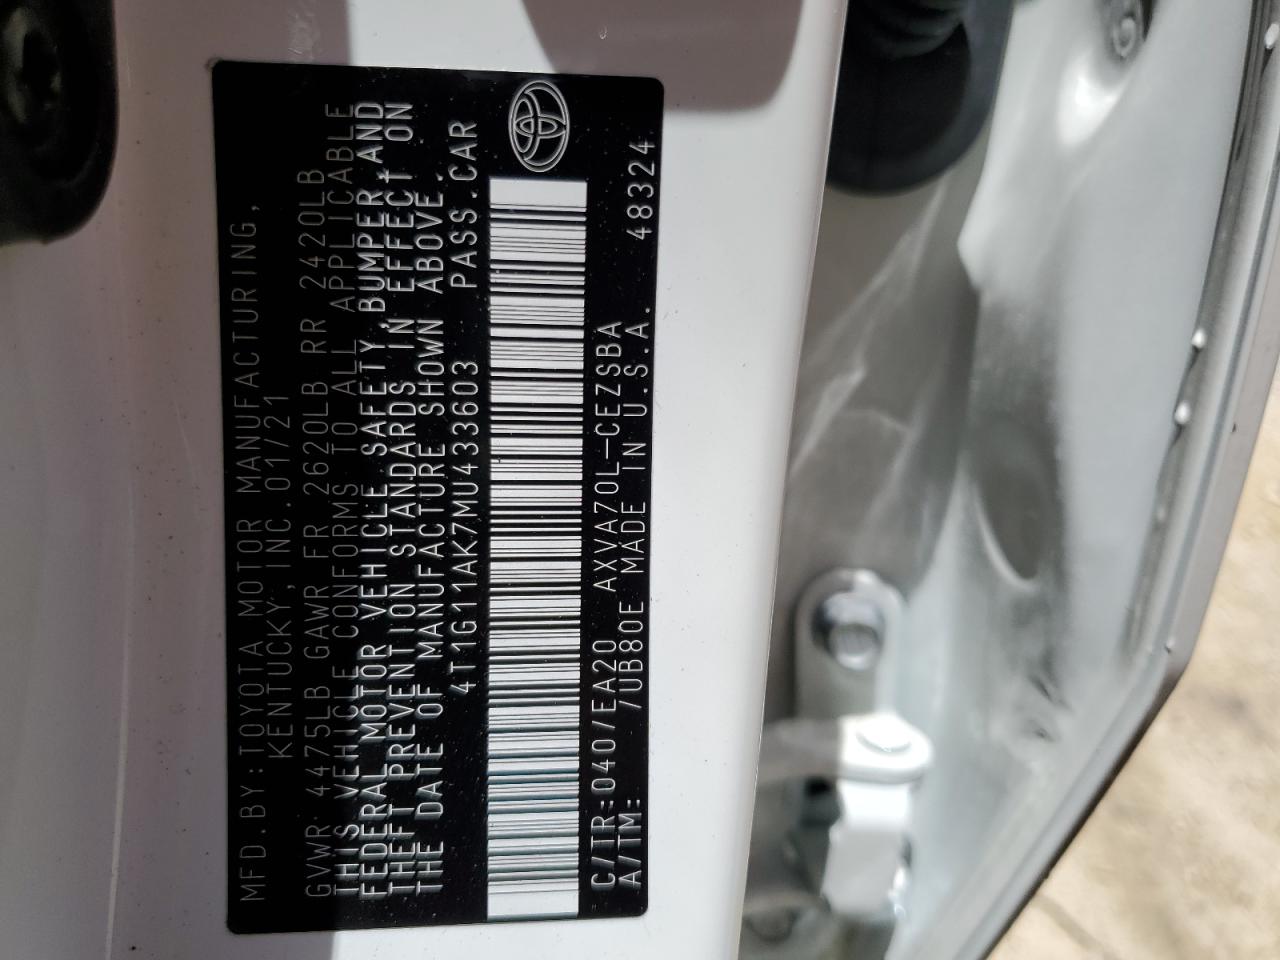 MFD.BY:TOYOTA MOTOR MANUFACTURING,
KENTUCKY,INC.01/21
GVWR 4475LB GAWR FR 2620LB RR 2420LB
THIS VEHICLE CONFORMS TO ALL APPLICABLE
FEDERAL MOTOR VEHICLE SAFETY,BUMPER,AND
THEFT PREVENTION STANDARDS IN EFFECT ON
THE DATE OF MANUFACTURE SHOWN ABOVE.
4T1G11AK7MU433603 PASS.CAR
C/TR:0407/EA20 AXVA70L-CEZSBA
A/TM: /UB80E MADE IN U.S.A. 48324